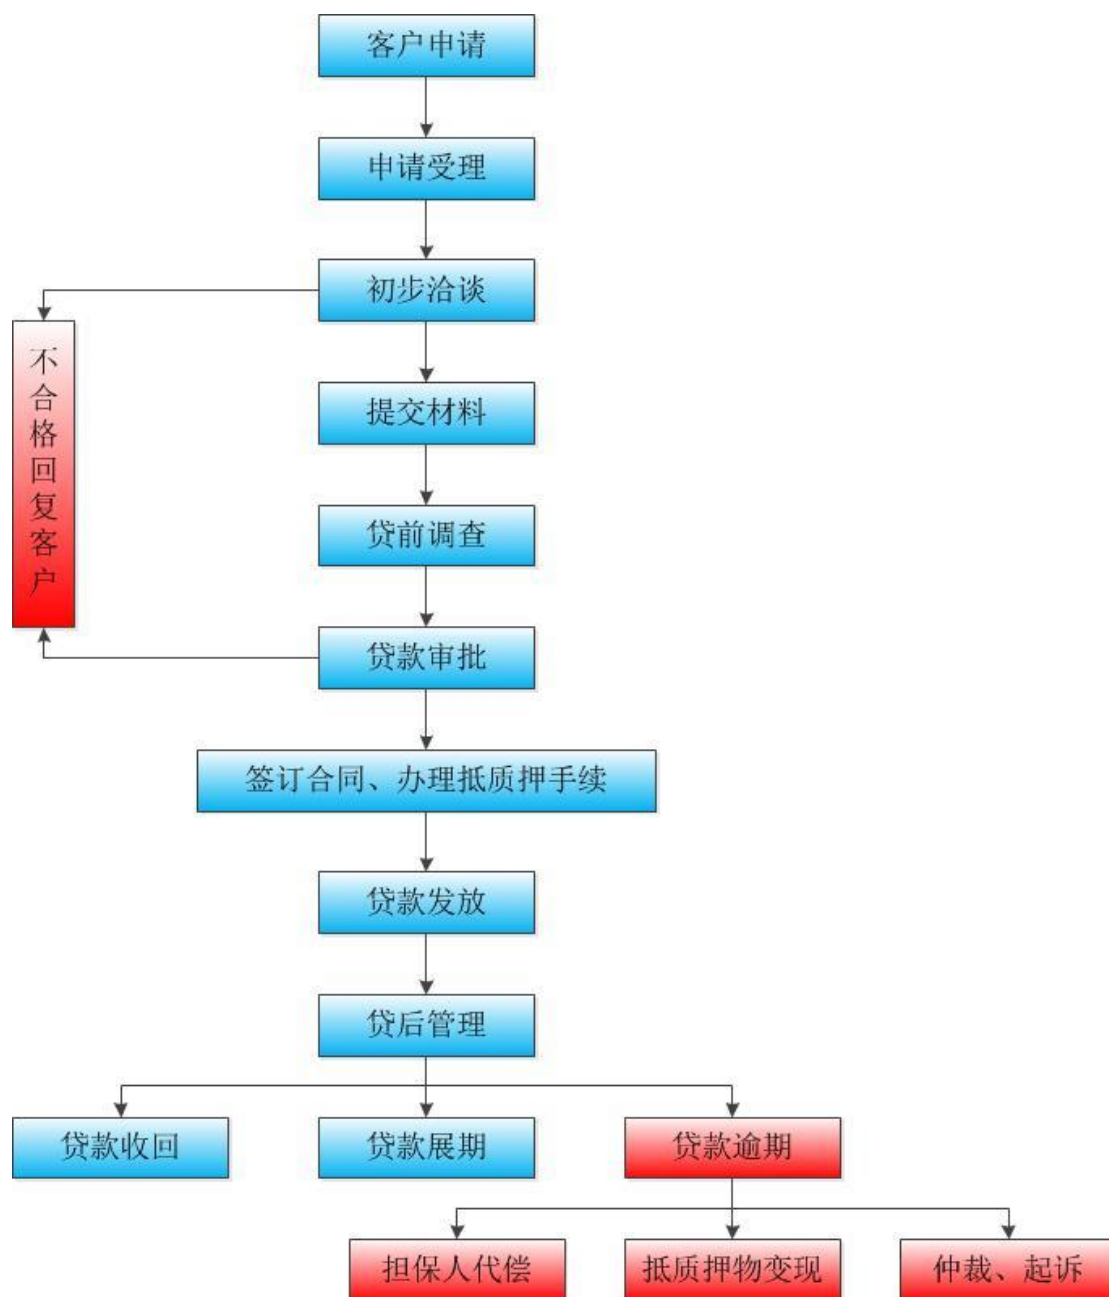 客户申请
申请受理
初步洽谈
不合格回复客户
提交材料
贷前调查
贷款审批
签订合同、办理抵质押手续
贷款发放
贷后管理
贷款收回
贷款展期
贷款逾期
担保人代偿
抵质押物变现
仲裁、起诉